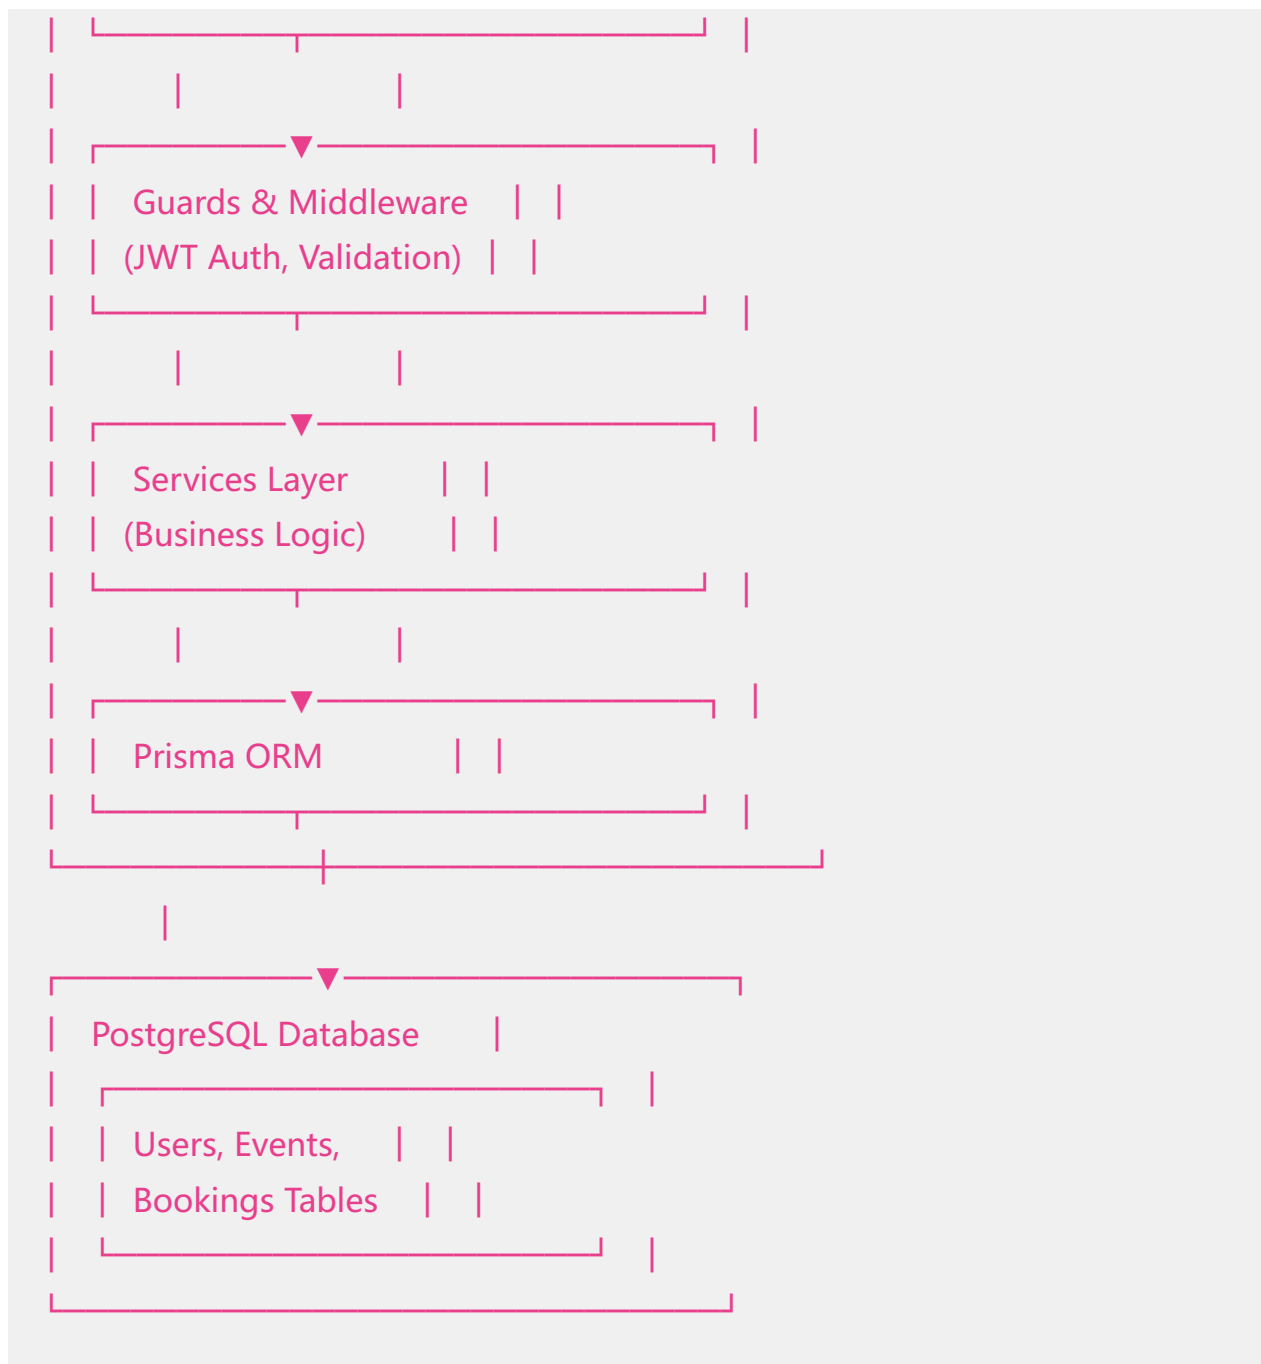 Guards & Middleware
(JWT Auth, Validation)
Services Layer
(Business Logic)
Prisma ORM
PostgreSQL Database
Users, Events,
Bookings Tables